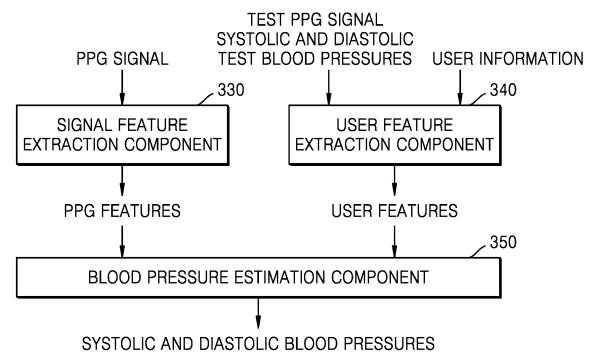 TEST PPG SIGNAL
SYSTOLIC AND DIASTOLIC
TEST BLOOD PRESSURES
PPG SIGNAL
USER INFORMATION
330
340
SIGNAL FEATURE
EXTRACTION COMPONENT
USER FEATURE
EXTRACTION COMPONENT
PPG FEATURES
USER FEATURES
350
BLOOD PRESSURE ESTIMATION COMPONENT
SYSTOLIC AND DIASTOLIC BLOOD PRESSURES